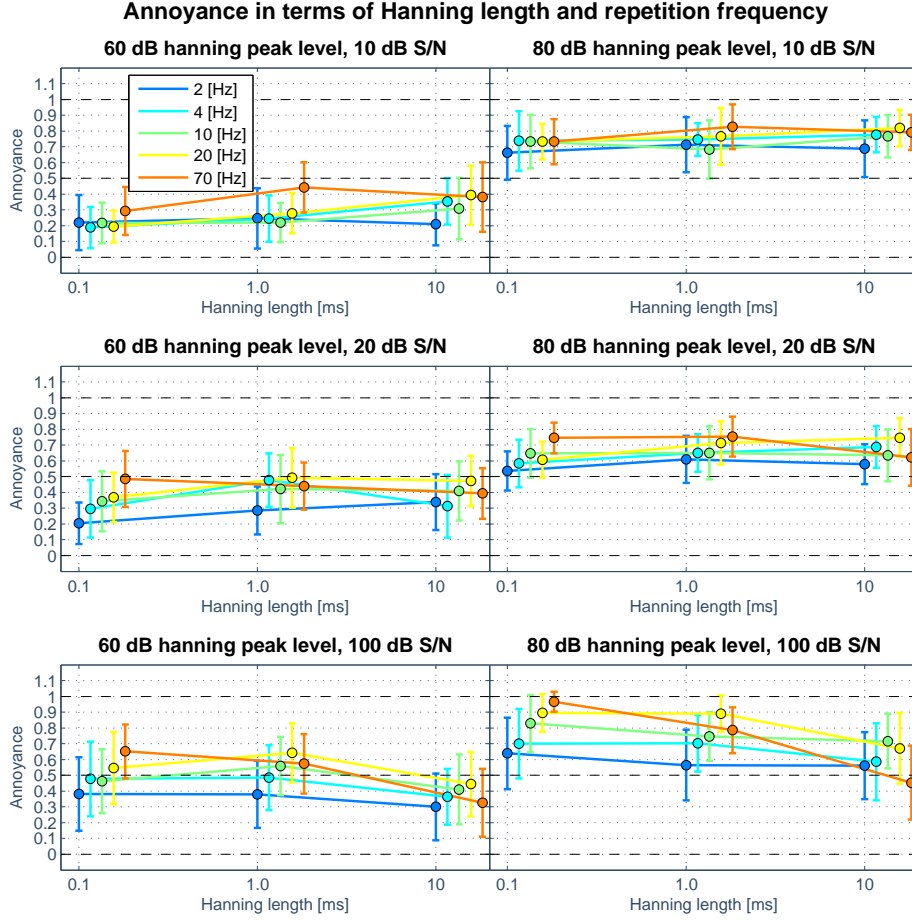 Annoyance in terms of Hanning length and repetition frequency
60 dB hanning peak level, 10 dB S/N
80 dB hanning peak level, 10 dB S/N
2 [Hz]
4 [Hz]
10 [Hz]
20 [Hz]
70 [Hz]
Annoyance
1.1
1
0.9
0.8
0.7
0.6
0.5
0.4
0.3
0.2
0.1
0
0.1
1.0
10
0.1
1.0
10
Hanning length [ms]
Hanning length [ms]
60 dB hanning peak level, 20 dB S/N
80 dB hanning peak level, 20 dB S/N
Annoyance
1.1
1
0.9
0.8
0.7
0.6
0.5
0.4
0.3
0.2
0.1
0
0.1
1.0
10
0.1
1.0
10
Hanning length [ms]
Hanning length [ms]
60 dB hanning peak level, 100 dB S/N
80 dB hanning peak level, 100 dB S/N
Annoyance
1.1
1
0.9
0.8
0.7
0.6
0.5
0.4
0.3
0.2
0.1
0
0.1
1.0
10
0.1
1.0
10
Hanning length [ms]
Hanning length [ms]